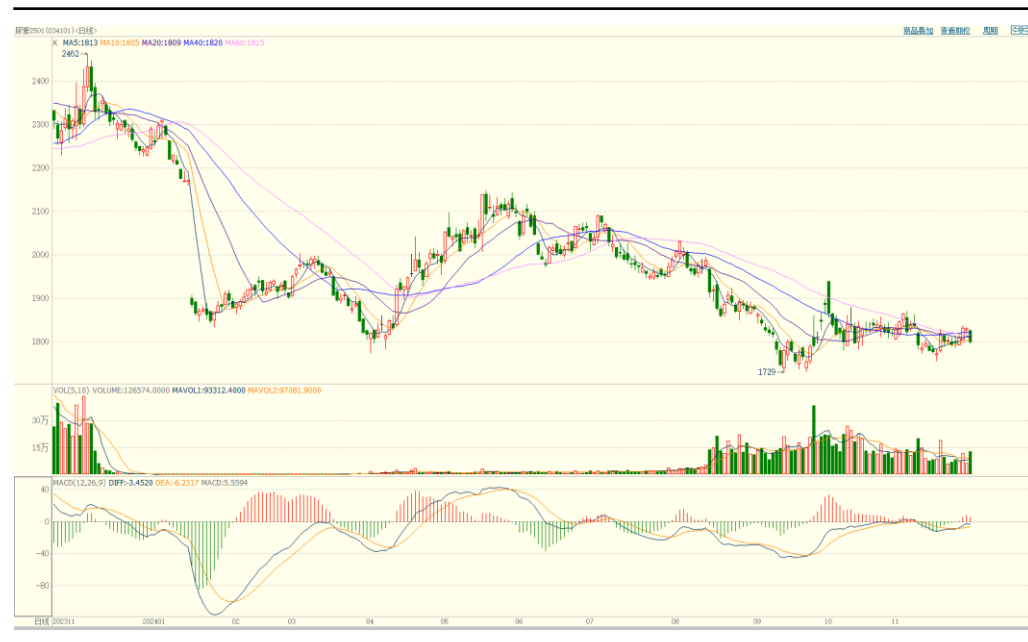 尿素2501(034101)<日线>
商品叠加 查看期权 周期
K MA5:1813 MA10:1805 MA20:1809 MA40:1820 MA60:1815
2462
2400
2300
2200
2100
2000
1900
1800
1729
VOL(5,10) VOLUME:126574.0000 MAVOL1:93312.4000 MAVOL2:97081.9000
30万
15万
MACD(12,26,9) DIFF:-3.4520 DEA:-6.2317 MACD:5.5594
40
0
-40
-80
日线 202311 202401 02 03 04 05 06 07 08 09 10 11